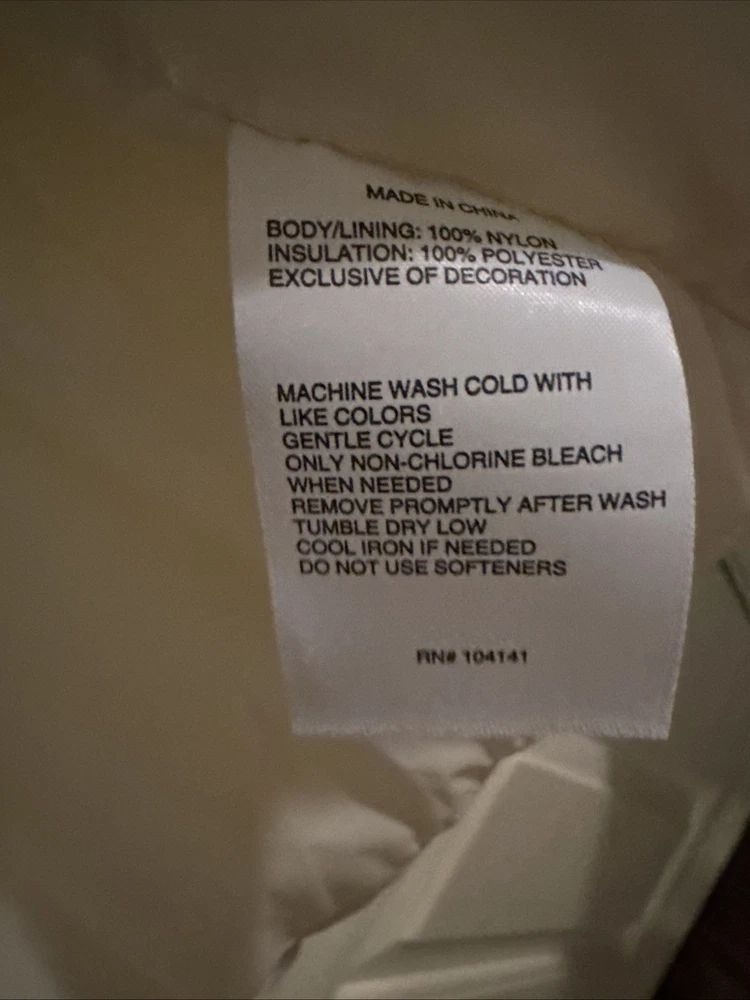 MADE IN CHINA
BODY/LINING: 100% NYLON
INSULATION: 100% POLYESTER
EXCLUSIVE OF DECORATION
MACHINE WASH COLD WITH
LIKE COLORS
GENTLE CYCLE
ONLY NON-CHLORINE BLEACH
WHEN NEEDED
REMOVE PROMPTLY AFTER WASH
TUMBLE DRY LOW
COOL IRON IF NEEDED
DO NOT USE SOFTENERS
RN# 104141